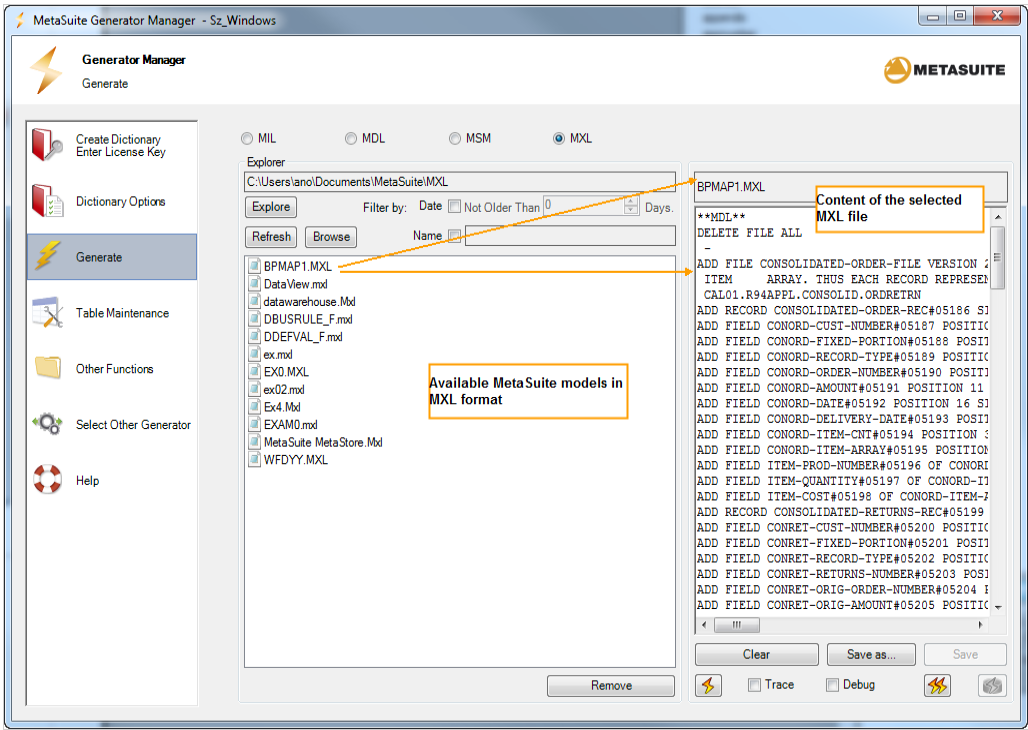 MetaSuite Generator Manager - Sz_Windows
Generator Manager
Generate
METASUITE
Create Dictionary
Enter License Key
Dictionary Options
Generate
Table Maintenance
Other Functions
Select Other Generator
Help
MIL MDL MSM MXL
Explorer
C:\Users\ano\Documents\MetaSuite\MXL
Explore Filter by: Date Not Older Than 0 Days.
Refresh Browse Name
BPMAP1.MXL
DataView.mxl
datawarehouse.Mxl
DBUSRULE_F.mxl
DDEFVAL_F.mxl
ex.mxl
EX0.MXL
ex02.mxl
Ex4.Mxl
EXAM0.mxl
MetaSuite MetaStore.Mxl
WFDYY.MXL
Available MetaSuite models in
MXL format
Remove
BPMAP1.MXL
Content of the selected
MXL file
**MDL**
DELETE FILE ALL
-
ADD FILE CONSOLIDATED-ORDER-FILE VERSION 2
ITEM ARRAY. THUS EACH RECORD REPRESEN
CAL01.R94APPL.CONSOLID.ORDRETRN
ADD RECORD CONSOLIDATED-ORDER-REC#05186 SI
ADD FIELD CONORD-CUST-NUMBER#05187 POSITIO
ADD FIELD CONORD-FIXED-PORTION#05188 POSIT
ADD FIELD CONORD-RECORD-TYPE#05189 POSITIO
ADD FIELD CONORD-ORDER-NUMBER#05190 POSITI
ADD FIELD CONORD-AMOUNT#05191 POSITION 11
ADD FIELD CONORD-DATE#05192 POSITION 16 SI
ADD FIELD CONORD-DELIVERY-DATE#05193 POSIT
ADD FIELD CONORD-ITEM-CNT#05194 POSITION 3
ADD FIELD CONORD-ITEM-ARRAY#05195 POSITION
ADD FIELD ITEM-PROD-NUMBER#05196 OF CONORD
ADD FIELD ITEM-QUANTITY#05197 OF CONORD-IT
ADD FIELD ITEM-COST#05198 OF CONORD-ITEM-A
ADD RECORD CONSOLIDATED-RETURNS-REC#05199
ADD FIELD CONRET-CUST-NUMBER#05200 POSITIO
ADD FIELD CONRET-FIXED-PORTION#05201 POSIT
ADD FIELD CONRET-RECORD-TYPE#05202 POSITIO
ADD FIELD CONRET-RETURNS-NUMBER#05203 POSI
ADD FIELD CONRET-ORIG-ORDER-NUMBER#05204 P
ADD FIELD CONRET-ORIG-AMOUNT#05205 POSITIO
Clear Save as... Save
Trace Debug